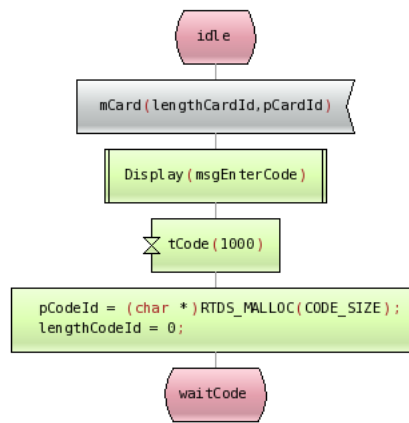 idle
mCard(lengthCardId,pCardId)
Display(msgEnterCode)
tCode(1000)
pCodeId = (char *)RTDS_MALLOC(CODE_SIZE);
lengthCodeId = 0;
waitCode